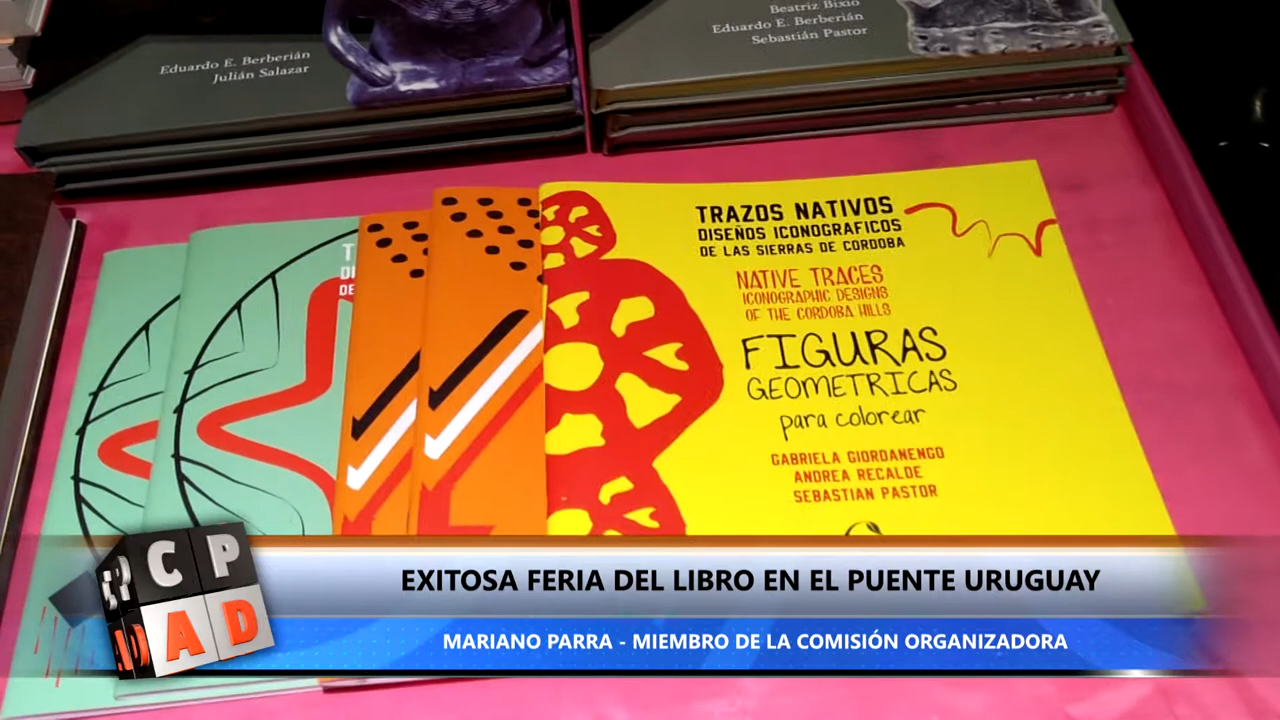 Eduardo E. Berberián
Julián Salazar
Beatriz Bixio
Eduardo E. Berberián
Sebastián Pastor
TRAZOS NATIVOS
DISEÑOS ICONOGRAFICOS
DE LAS SIERRAS DE CORDOBA
NATIVE TRACES
ICONOGRAPHIC DESIGNS
OF THE CORDOBA HILLS
FIGURAS
GEOMETRICAS
para colorear
GABRIELA GIORDANENGO
ANDREA RECALDE
SEBASTIAN PASTOR
CP
AD
EXITOSA FERIA DEL LIBRO EN EL PUENTE URUGUAY
MARIANO PARRA - MIEMBRO DE LA COMISIÓN ORGANIZADORA